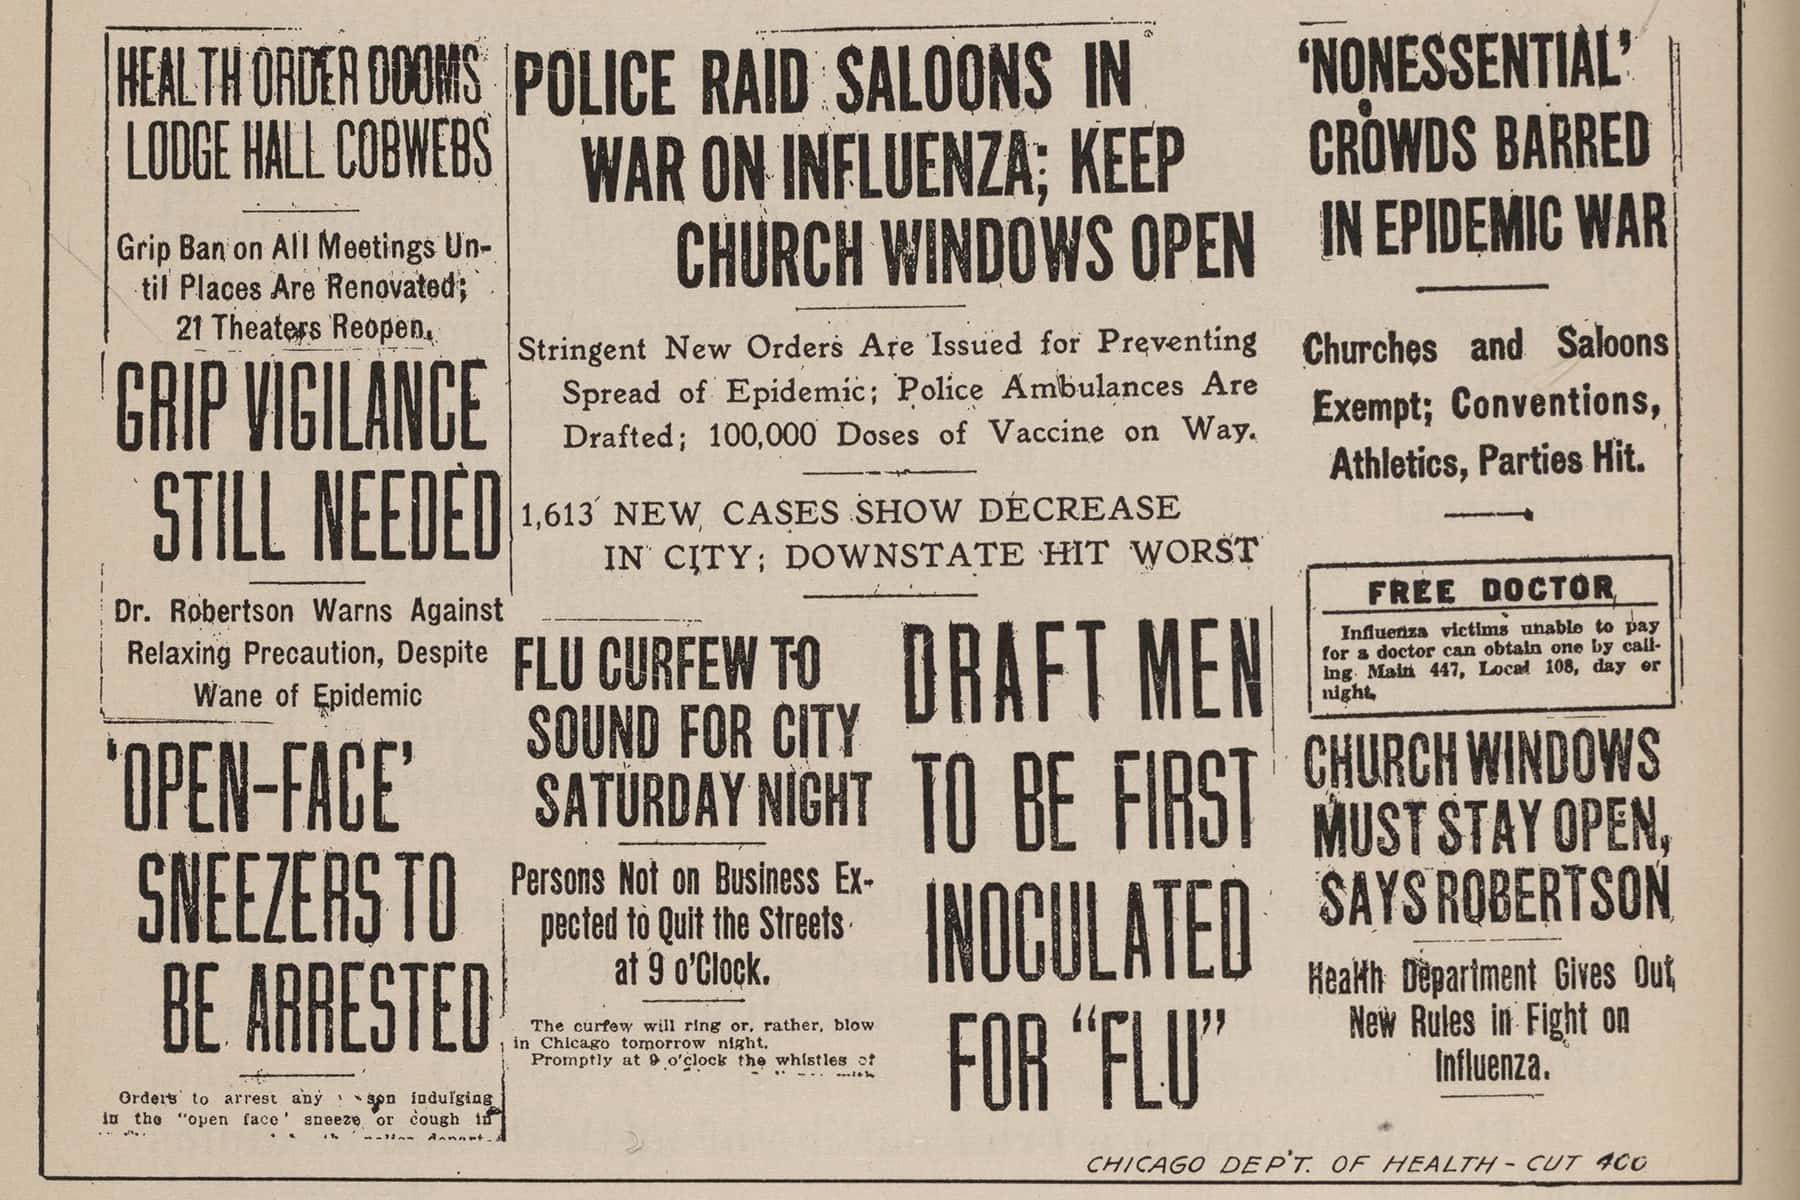 HEALTH ORDER DOOMS
LODGE HALL COBWEBS
Grip Ban on All Meetings Un-
til Places Are Renovated;
21 Theaters Reopen.
GRIP VIGILANCE
STILL NEEDED
Dr. Robertson Warns Against
Relaxing Precaution, Despite
Wane of Epidemic
'OPEN-FACE'
SNEEZERS TO
BE ARRESTED
Orders to arrest any indulging
in the "open face' sneeze or cough in
POLICE RAID SALOONS IN
WAR ON INFLUENZA; KEEP
CHURCH WINDOWS OPEN
Stringent New Orders Are Issued for Preventing
Spread of Epidemic; Police Ambulances Are
Drafted; 100,000 Doses of Vaccine on Way.
1,613 NEW CASES SHOW DECREASE
IN CITY; DOWNSTATE HIT WORST
FLU CURFEW TO
SOUND FOR CITY
SATURDAY NIGHT
Persons Not on Business Ex-
pected to Quit the Streets
at 9 o'Clock.
The curfew will ring or, rather, blow
in Chicago tomorrow night.
Promptly at 9 o'clock the whistles of
DRAFT MEN
TO BE FIRST
INOCULATED
FOR "FLU"
'NONESSENTIAL'
CROWDS BARRED
IN EPIDEMIC WAR
Churches and Saloons
Exempt; Conventions,
Athletics, Parties Hit.
FREE DOCTOR
Influenza victims unable to pay
for a doctor can obtain one by call-
ing Main 447, Local 108, day or
night.
CHURCH WINDOWS
MUST STAY OPEN,
SAYS ROBERTSON
Health Department Gives Out
New Rules in Fight on
Influenza.
CHICAGO DEP'T. OF HEALTH - CUT 400